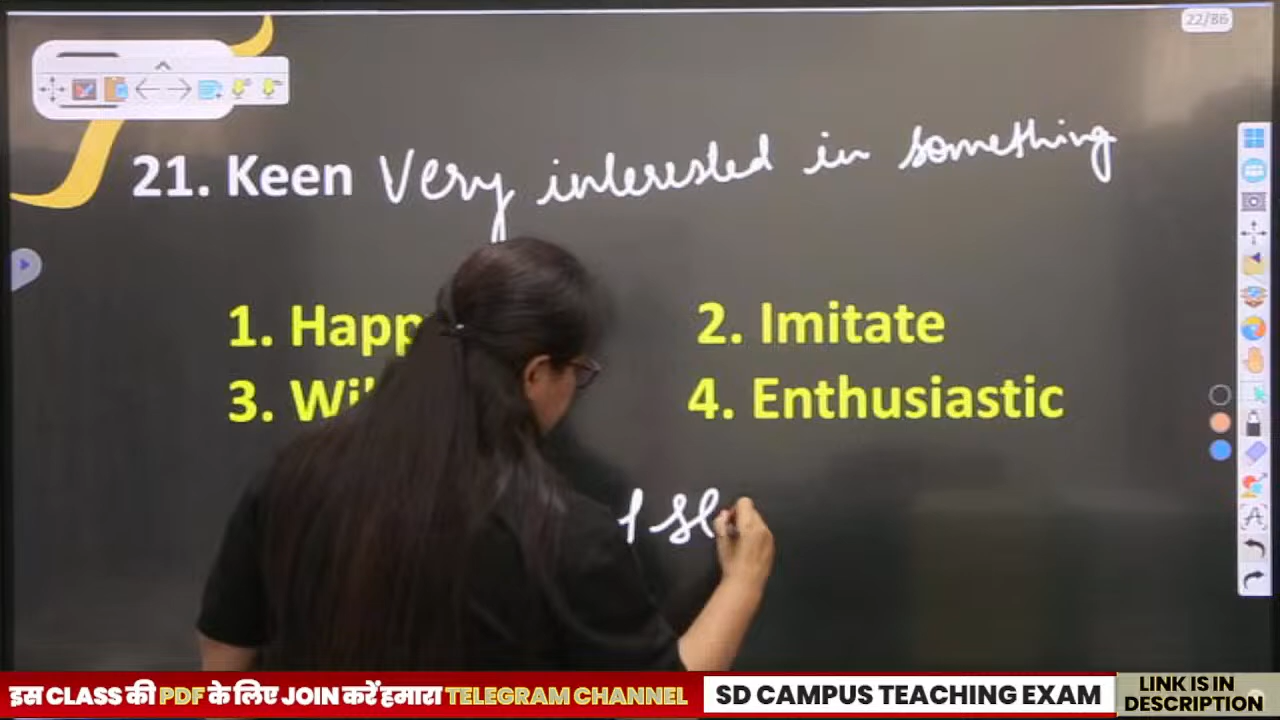 22/86
21. Keen Very interested in something
1. Happ
2. Imitate
3. Wil
4. Enthusiastic
इस CLASS की PDF के लिए JOIN करें हमारा TELEGRAM CHANNEL
SD CAMPUS TEACHING EXAM
LINK IS IN
DESCRIPTION